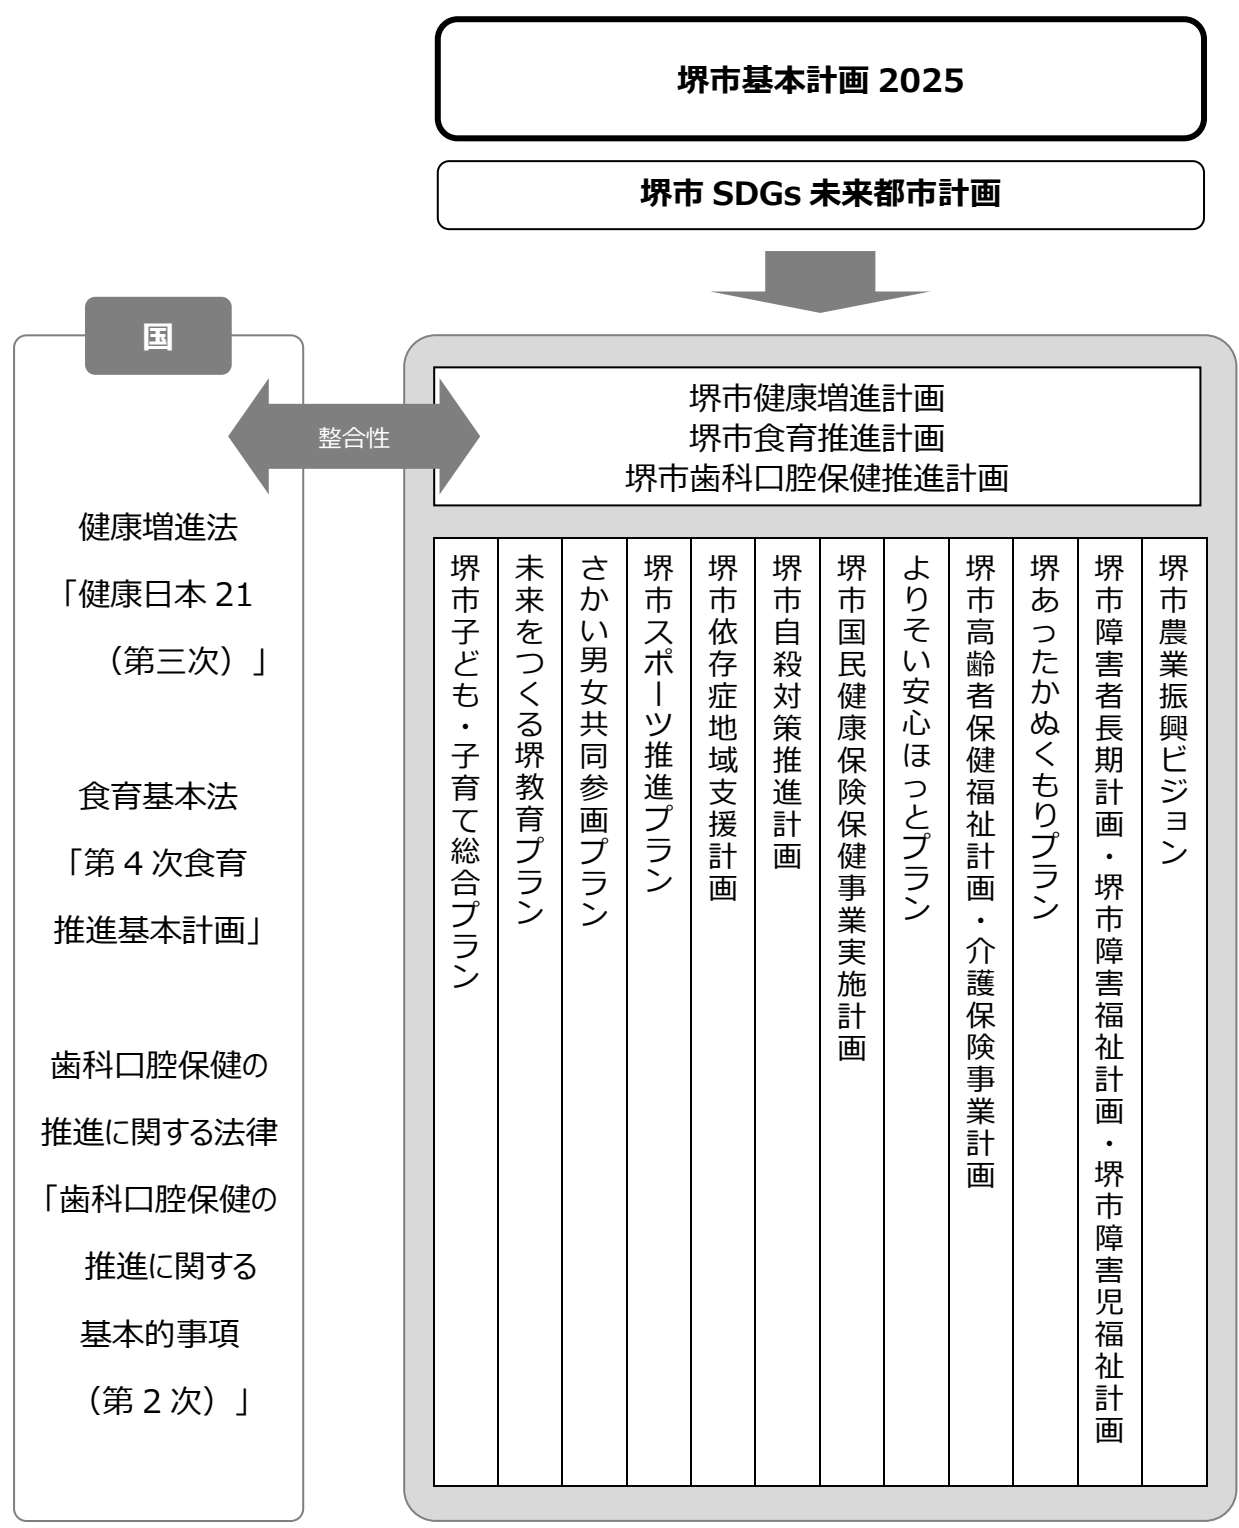 堺市基本計画 2025
堺市 SDGs 未来都市計画
国
整合性
健康増進法
「健康日本 21
（第三次）」
食育基本法
「第 4 次食育
推進基本計画」
歯科口腔保健の
推進に関する法律
「歯科口腔保健の
推進に関する
基本的事項
（第 2 次）」
堺市健康増進計画
堺市食育推進計画
堺市歯科口腔保健推進計画
堺市子ども・子育て総合プラン
未来をつくる堺教育プラン
さかい男女共同参画プラン
堺市スポーツ推進プラン
堺市依存症地域支援計画
堺市自殺対策推進計画
堺市国民健康保険保健事業実施計画
よりそい安心ほっとプラン
堺市高齢者保健福祉計画・介護保険事業計画
堺あったかぬくもりプラン
堺市障害者長期計画・堺市障害福祉計画・堺市障害児福祉計画
堺市農業振興ビジョン